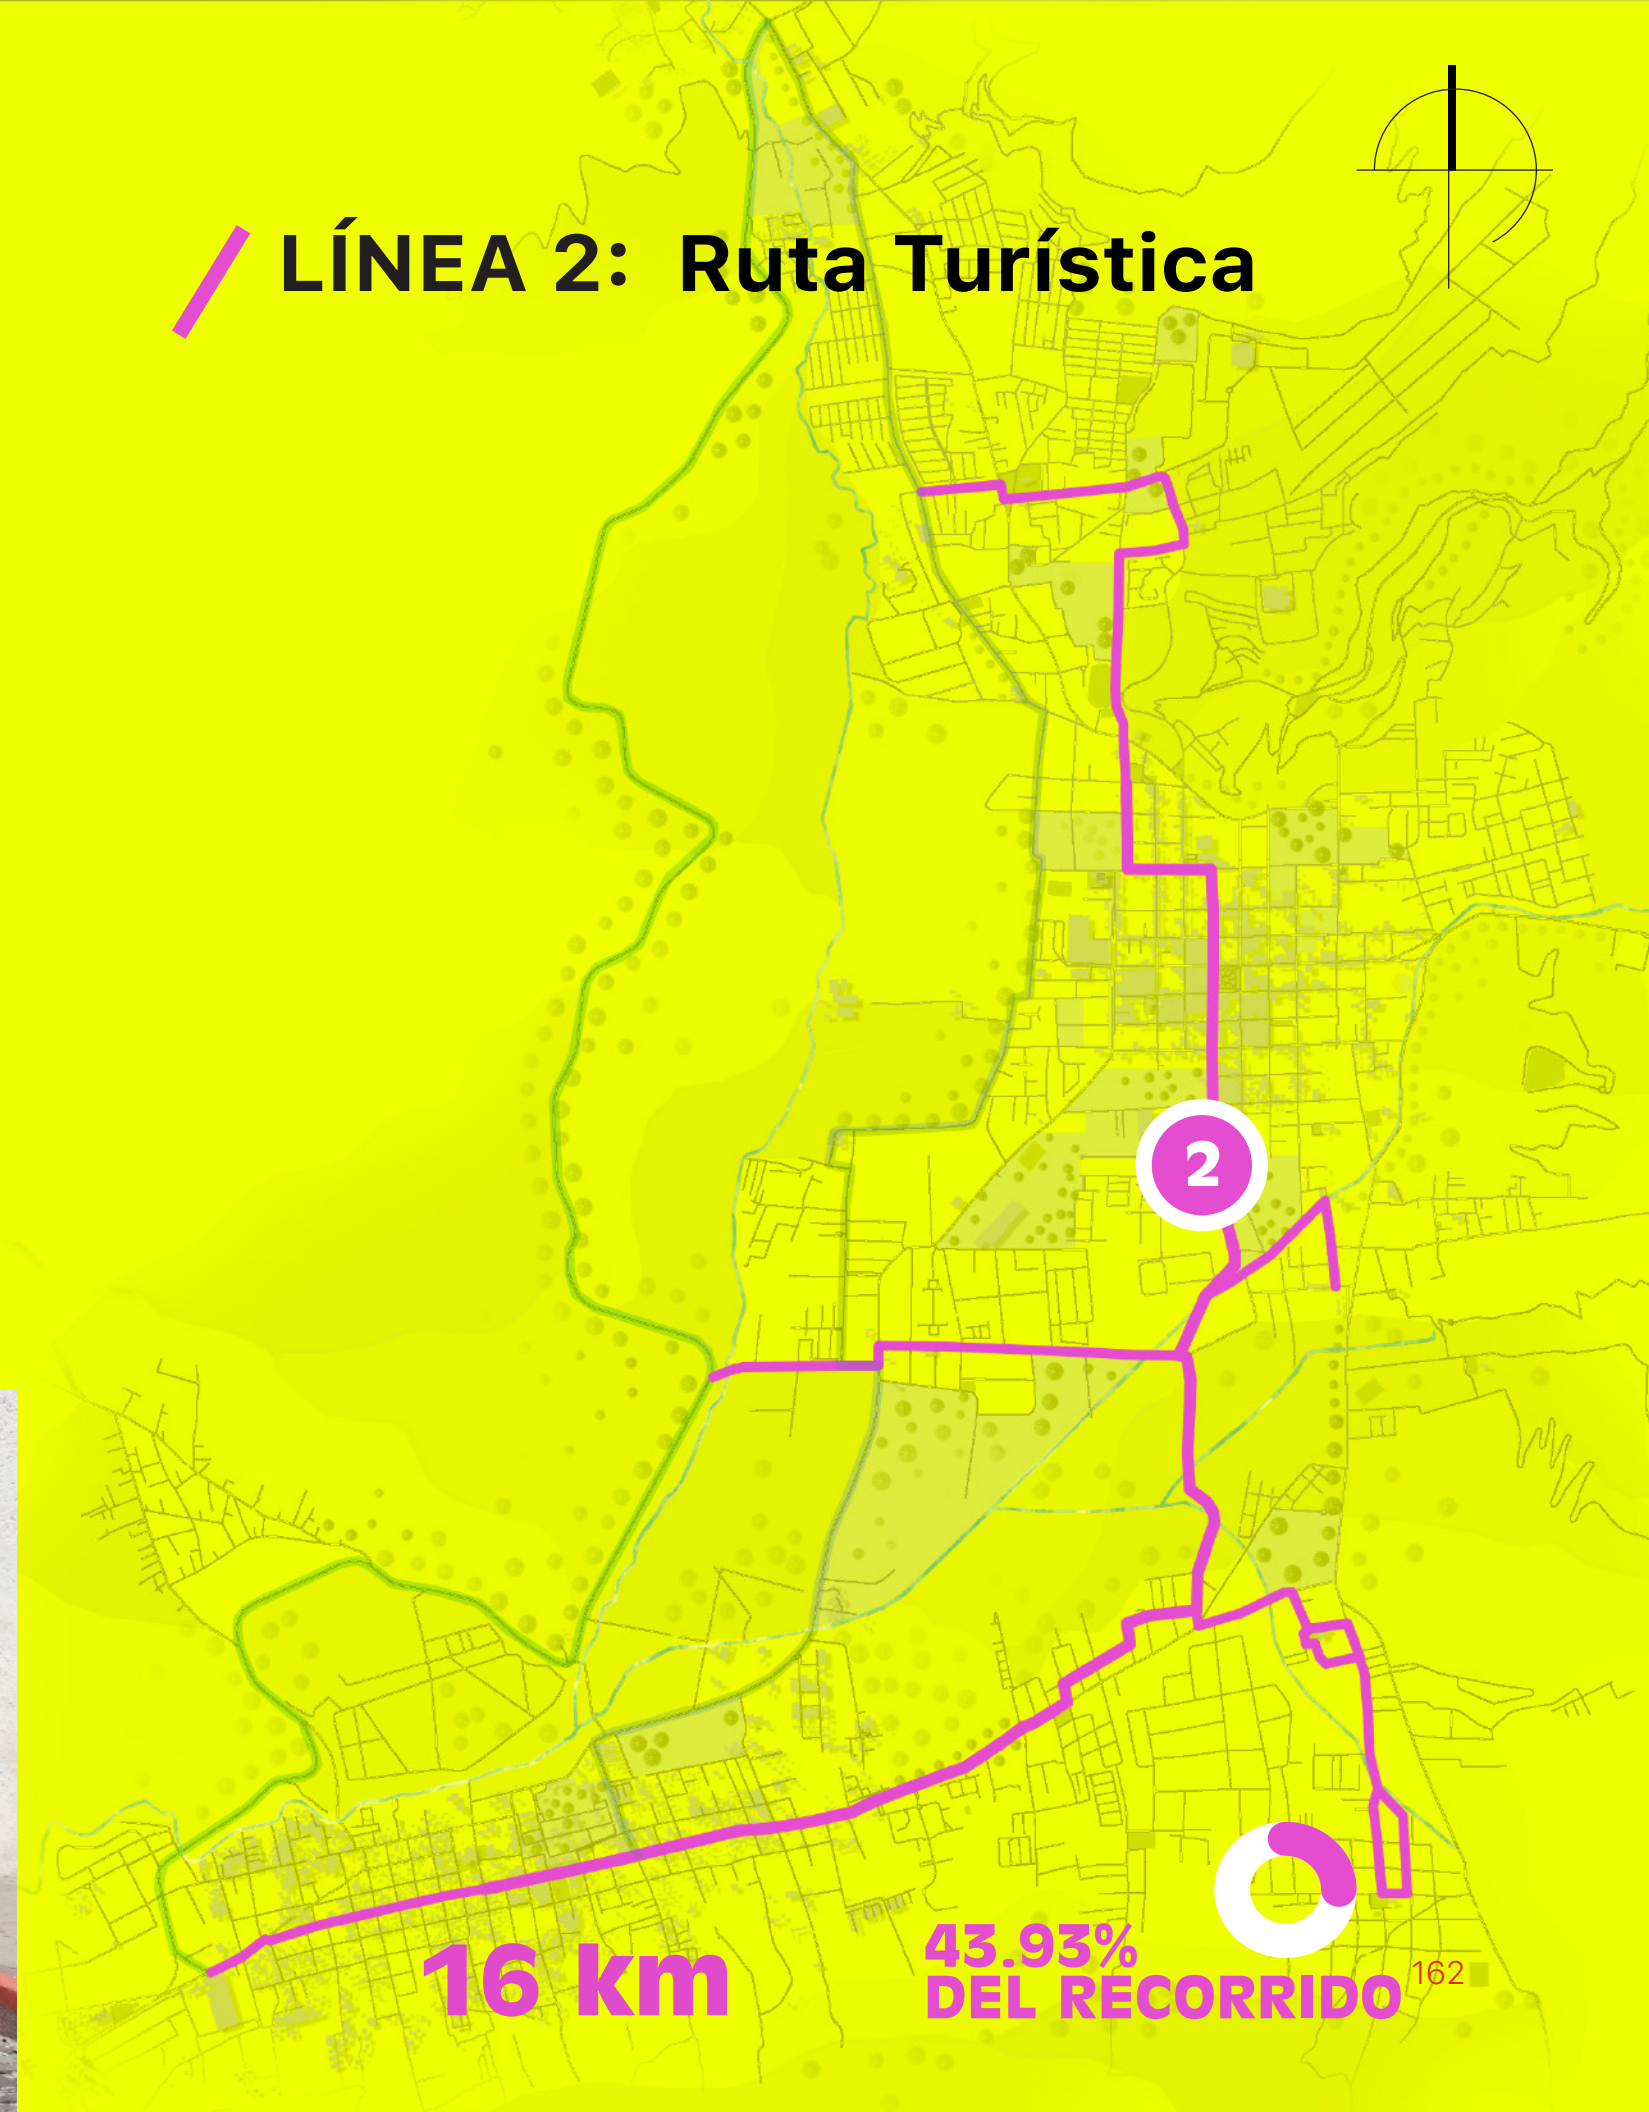 LÍNEA 2: Ruta Turística
2
16 km
43.93%
DEL RECORRIDO
162